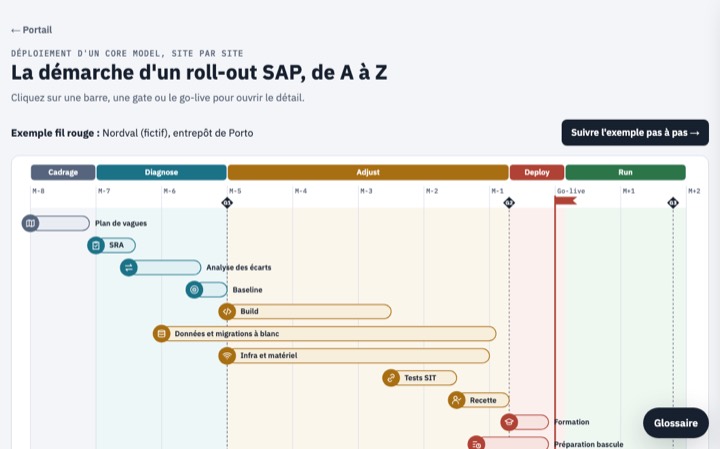 ← Portail
DÉPLOIEMENT D'UN CORE MODEL, SITE PAR SITE
La démarche d'un roll-out SAP, de A à Z
Cliquez sur une barre, une gate ou le go-live pour ouvrir le détail.
Exemple fil rouge : Nordval (fictif), entrepôt de Porto
Suivre l'exemple pas à pas →
Cadrage Diagnose Adjust Deploy Run
M-8 M-7 M-6 M-5 M-4 M-3 M-2 M-1 Go-live M+1 M+2
G1 G2 G3
Plan de vagues
SRA
Analyse des écarts
Baseline
Build
Données et migrations à blanc
Infra et matériel
Tests SIT
Recette
Formation
Glossaire
Préparation bascule